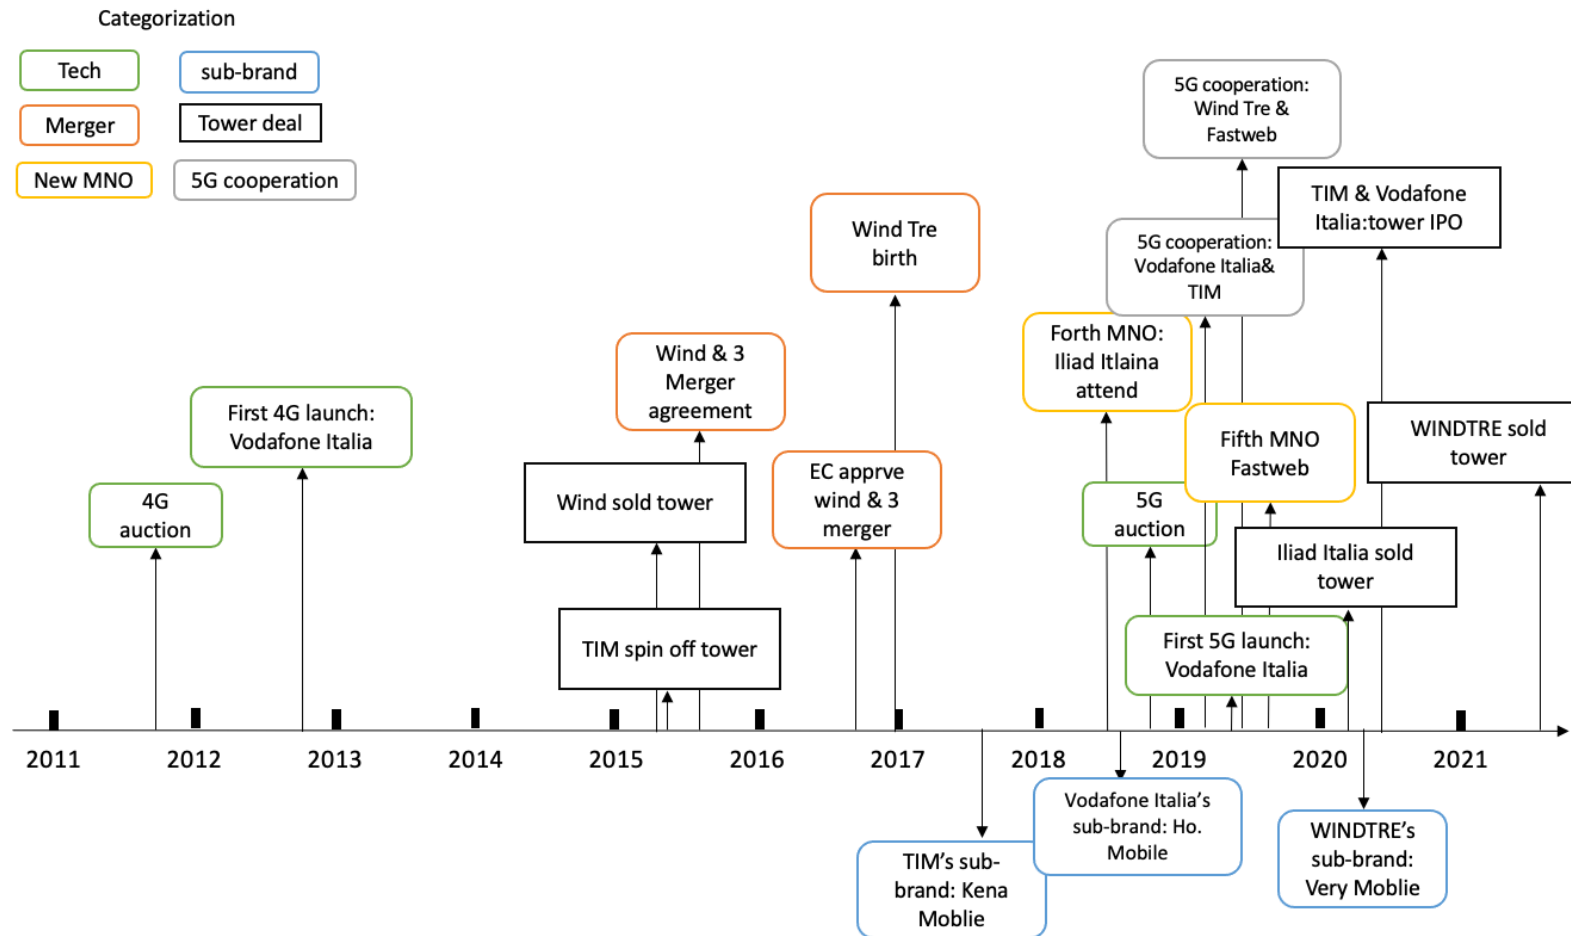 Categorization
Tech
sub-brand
Merger
Tower deal
New MNO
5G cooperation
5G cooperation:
Wind Tre &
Fastweb
TIM & Vodafone
Italia:tower IPO
Wind Tre
birth
5G cooperation:
Vodafone Italia&
TIM
Forth MNO:
Iliad Itlaina
attend
Wind & 3
Merger
agreement
First 4G launch:
Vodafone Italia
WINDTRE sold
tower
Fifth MNO
Fastweb
4G
auction
Wind sold tower
EC apprve
wind & 3
merger
5G
auction
Iliad Italia sold
tower
TIM spin off tower
First 5G launch:
Vodafone Italia
2011
2012
2013
2014
2015
2016
2017
2018
2019
2020
2021
Vodafone Italia's
sub-brand: Ho.
Mobile
TIM's sub-
brand: Kena
Moblie
WINDTRE's
sub-brand:
Very Moblie